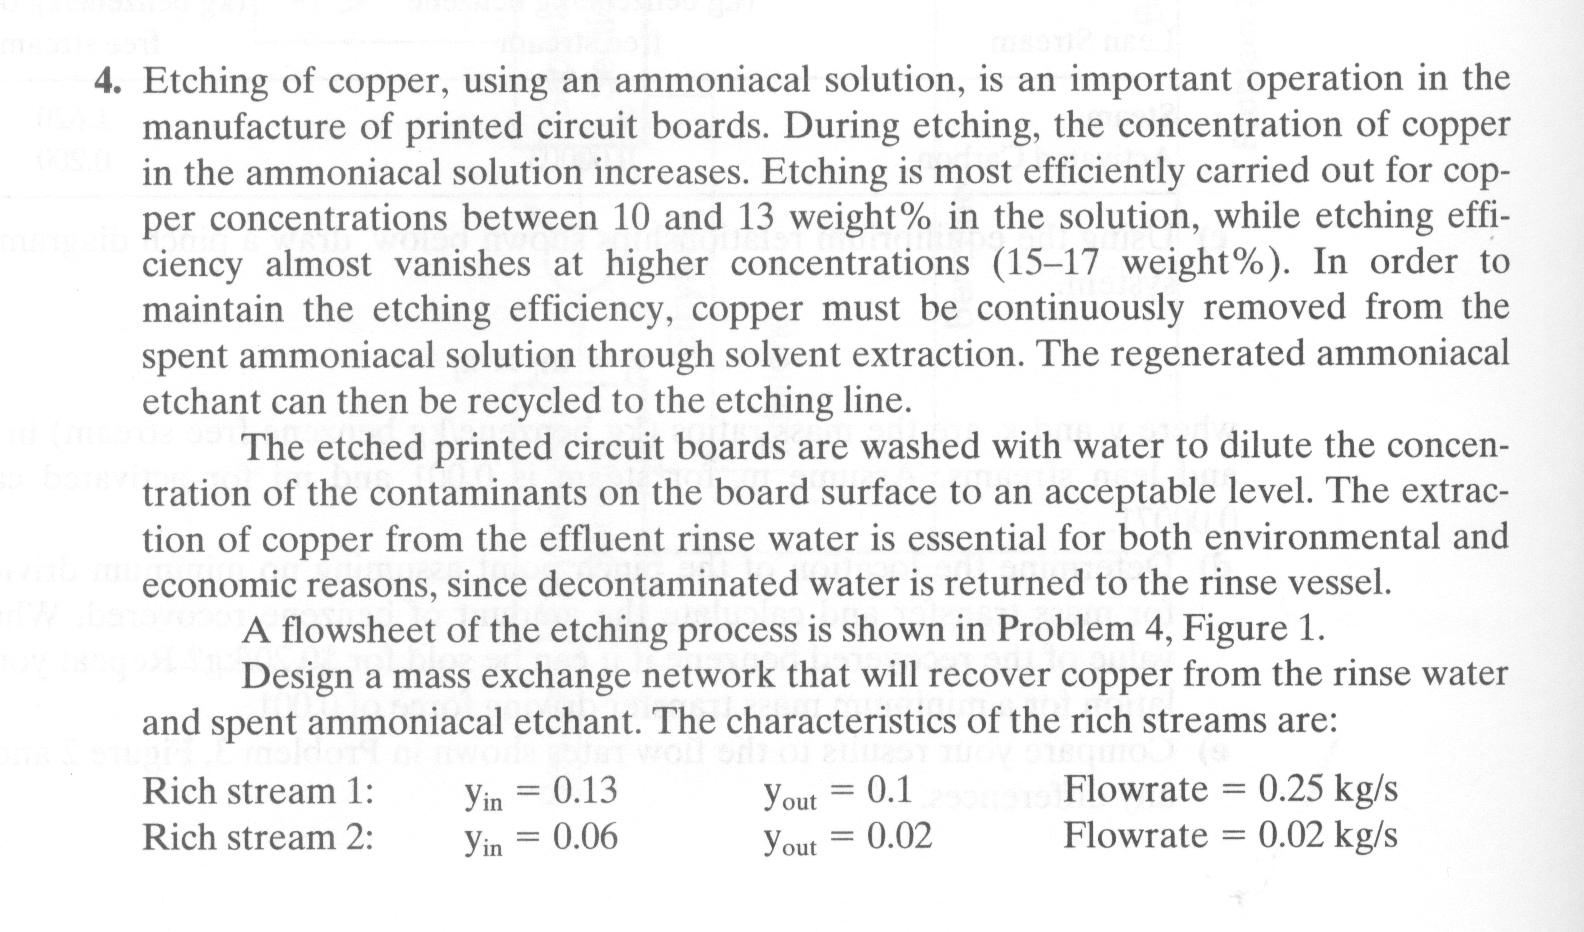 4. Etching of copper, using an ammoniacal solution, is an important operation in the
manufacture of printed circuit boards. During etching, the concentration of copper
in the ammoniacal solution increases. Etching is most efficiently carried out for cop-
per concentrations between 10 and 13 weight% in the solution, while etching effi-
ciency almost vanishes at higher concentrations (15–17 weight%). In order to
maintain the etching efficiency, copper must be continuously removed from the
spent ammoniacal solution through solvent extraction. The regenerated ammoniacal
etchant can then be recycled to the etching line.
The etched printed circuit boards are washed with water to dilute the concen-
tration of the contaminants on the board surface to an acceptable level. The extrac-
tion of copper from the effluent rinse water is essential for both environmental and
economic reasons, since decontaminated water is returned to the rinse vessel.
A flowsheet of the etching process is shown in Problem 4, Figure 1.
Design a mass exchange network that will recover copper from the rinse water
and spent ammoniacal etchant. The characteristics of the rich streams are:
Rich stream 1: yin = 0.13 yout = 0.1 Flowrate = 0.25 kg/s
Rich stream 2: yin = 0.06 yout = 0.02 Flowrate = 0.02 kg/s